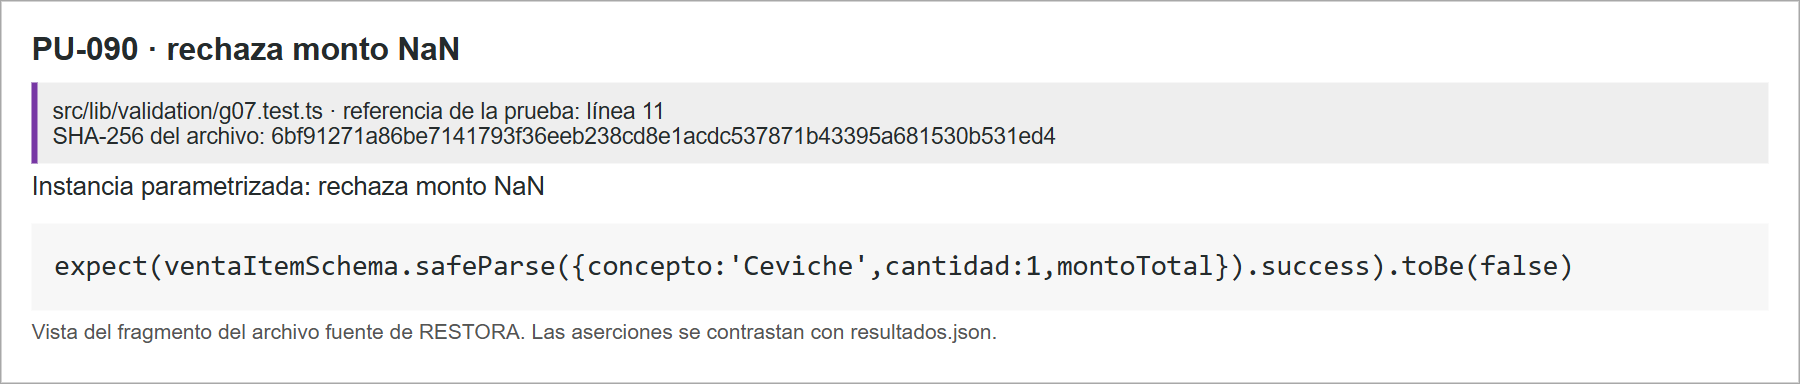 PU-090 · rechaza monto NaN
src/lib/validation/g07.test.ts · referencia de la prueba: línea 11
SHA-256 del archivo: 6bf91271a86be7141793f36eeb238cd8e1acdc537871b43395a681530b531ed4
Instancia parametrizada: rechaza monto NaN
expect(ventaItemSchema.safeParse({concepto:'Ceviche',cantidad:1,montoTotal}).success).toBe(false)
Vista del fragmento del archivo fuente de RESTORA. Las aserciones se contrastan con resultados.json.